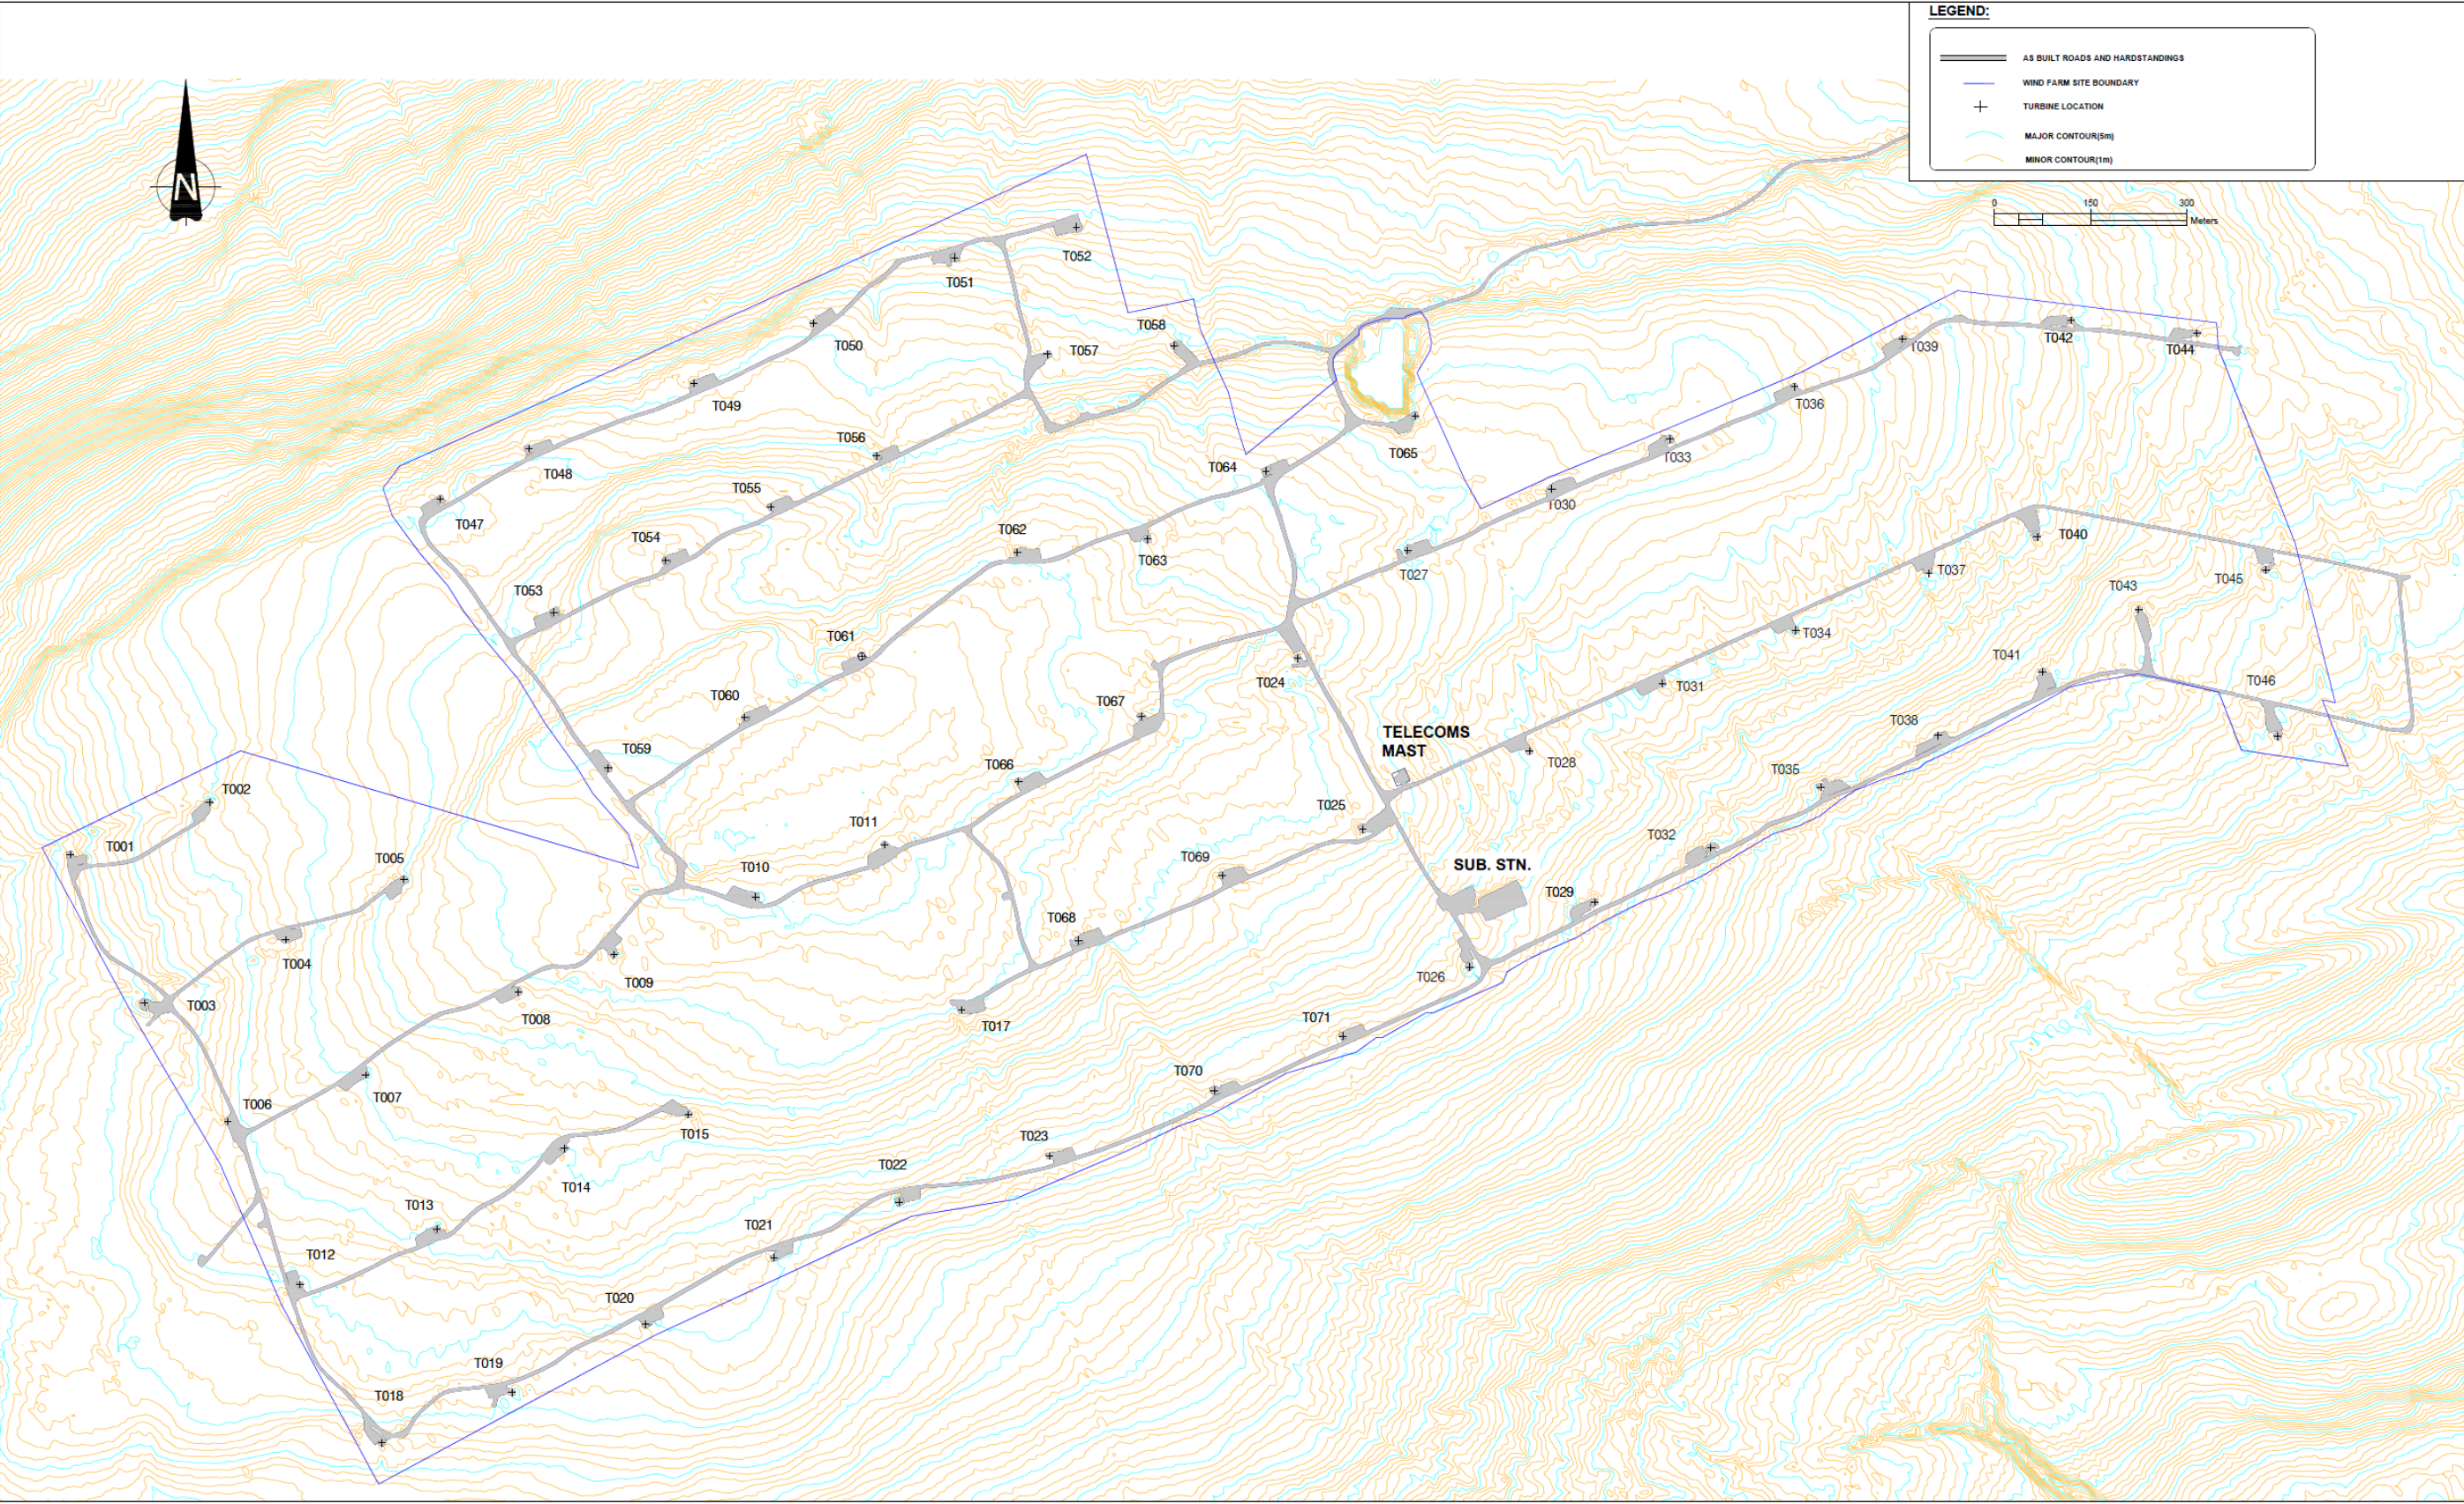 LEGEND:
AS BUILT ROADS AND HARDSTANDINGS
WIND FARM SITE BOUNDARY
TURBINE LOCATION
MAJOR CONTOUR(5m)
MINOR CONTOUR(1m)
N
0 150 300
Meters
T052
T051
T058
T050
T057
T042
T039
T044
T049
T036
T056
T065
T033
T064
T048
T055
T030
T047
T062
T054
T040
T063
T037
T027
T045
T043
T053
T034
T061
T041
T046
T024
T031
T060
T067
T038
TELECOMS
MAST
T059
T028
T066
T035
T002
T025
T011
T032
T001
T005
T069
T010
SUB. STN.
T029
T068
T004
T026
T009
T003
T008
T017
T071
T070
T006
T007
T015
T023
T022
T014
T013
T021
T012
T020
T019
T018